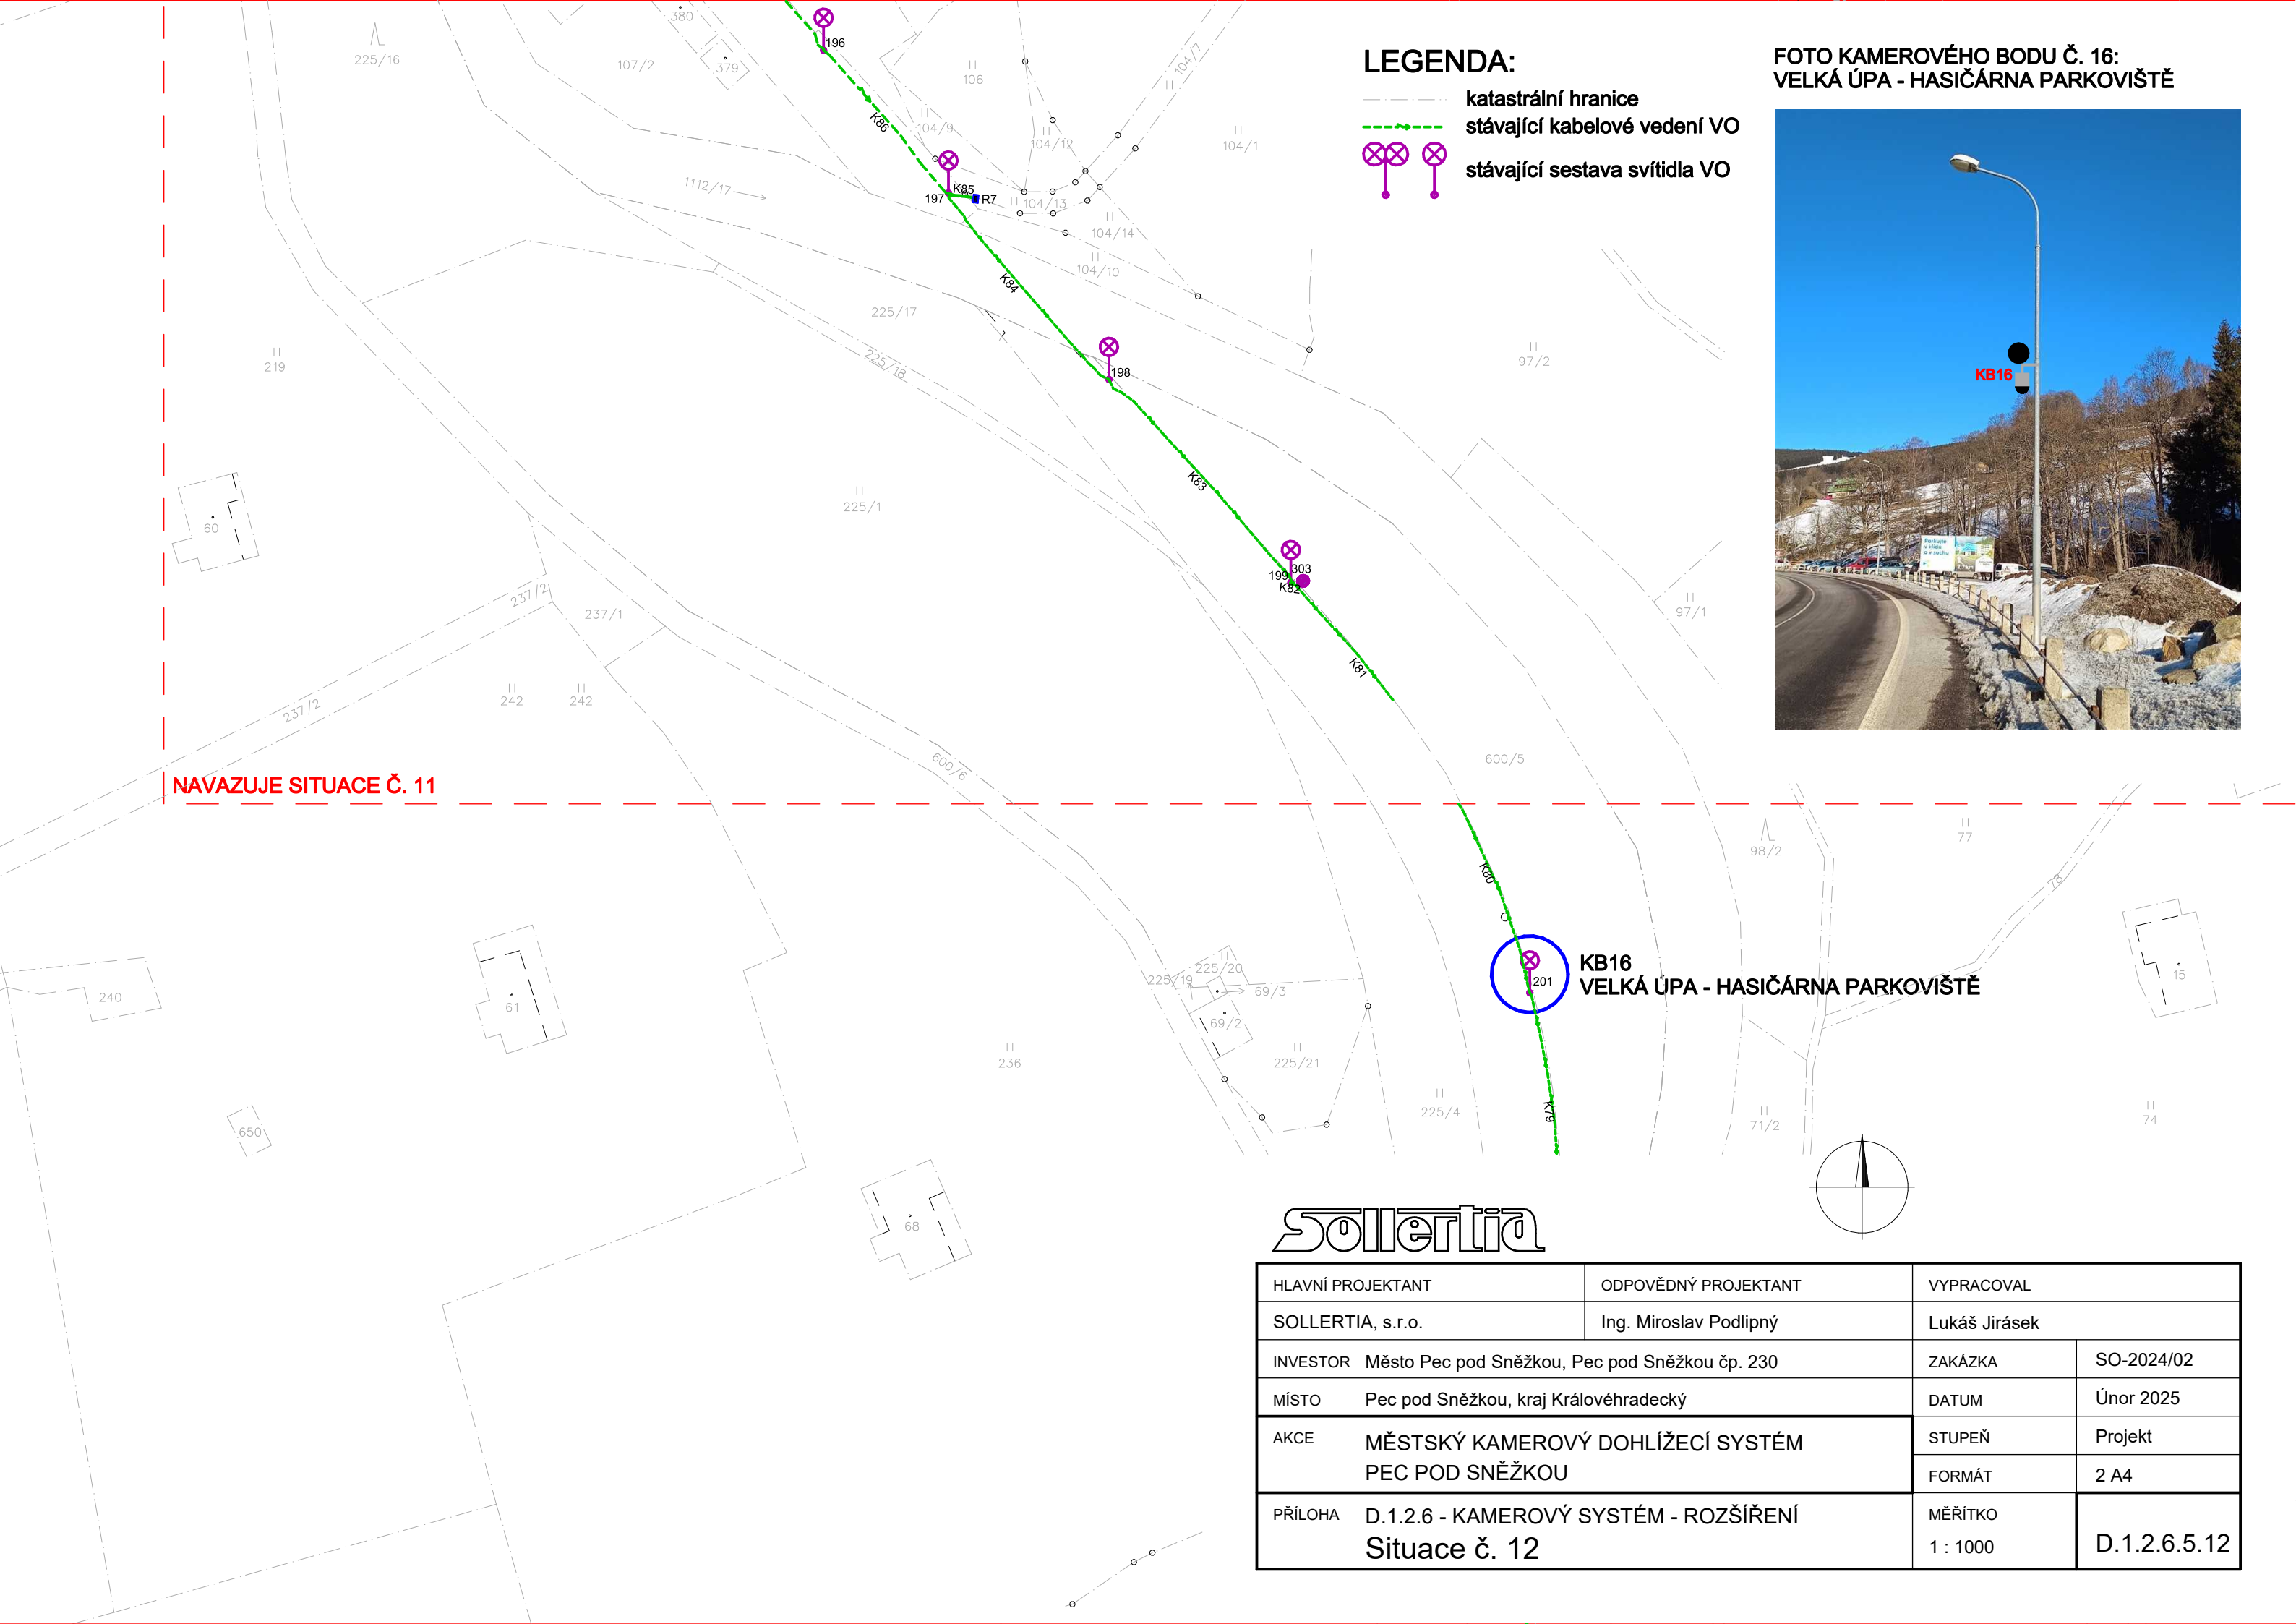 LEGENDA:
katastrální hranice
stávající kabelové vedení VO
stávající sestava svítidla VO
FOTO KAMEROVÉHO BODU Č. 16:
VELKÁ ÚPA - HASIČÁRNA PARKOVIŠTĚ
KB16
Parkujte
v klidu
a v suchu
196
380
225/16
107/2
379
106
104/7
K86
104/9
104/12
104/1
1112/17
K85
197
R7
104/13
104/14
104/10
K84
225/17
225/18
198
219
97/2
K83
225/1
60
303
199
K82
97/1
237/2
237/1
K81
242
242
237/2
600/6
600/5
NAVAZUJE SITUACE Č. 11
98/2
77
K80
78
KB16
VELKÁ ÚPA - HASIČÁRNA PARKOVIŠTĚ
201
225/19
225/20
69/3
69/2
15
240
61
236
225/21
225/4
K79
71/2
74
650
68
Sollertia
HLAVNÍ PROJEKTANT
ODPOVĚDNÝ PROJEKTANT
VYPRACOVAL
SOLLERTIA, s.r.o.
Ing. Miroslav Podlipný
Lukáš Jirásek
INVESTOR Město Pec pod Sněžkou, Pec pod Sněžkou čp. 230
ZAKÁZKA SO-2024/02
MÍSTO Pec pod Sněžkou, kraj Královéhradecký
DATUM Únor 2025
AKCE MĚSTSKÝ KAMEROVÝ DOHLÍŽECÍ SYSTÉM
PEC POD SNĚŽKOU
STUPEŇ Projekt
FORMÁT 2 A4
PŘÍLOHA D.1.2.6 - KAMEROVÝ SYSTÉM - ROZŠÍŘENÍ
Situace č. 12
MĚŘÍTKO
1 : 1000
D.1.2.6.5.12